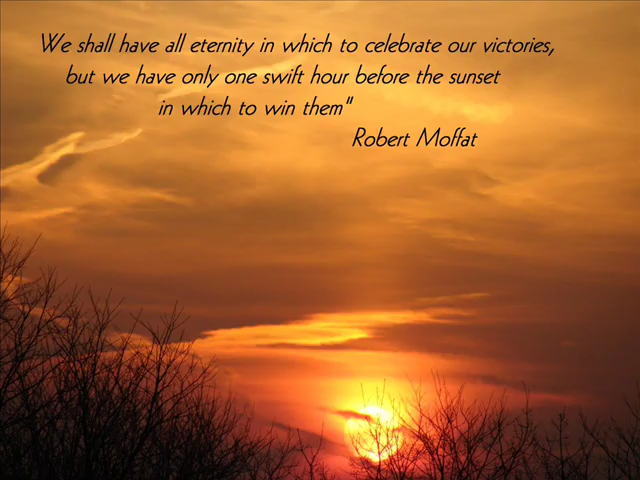 We shall have all eternity in which to celebrate our victories,
but we have only one swift hour before the sunset
in which to win them"
Robert Moffat